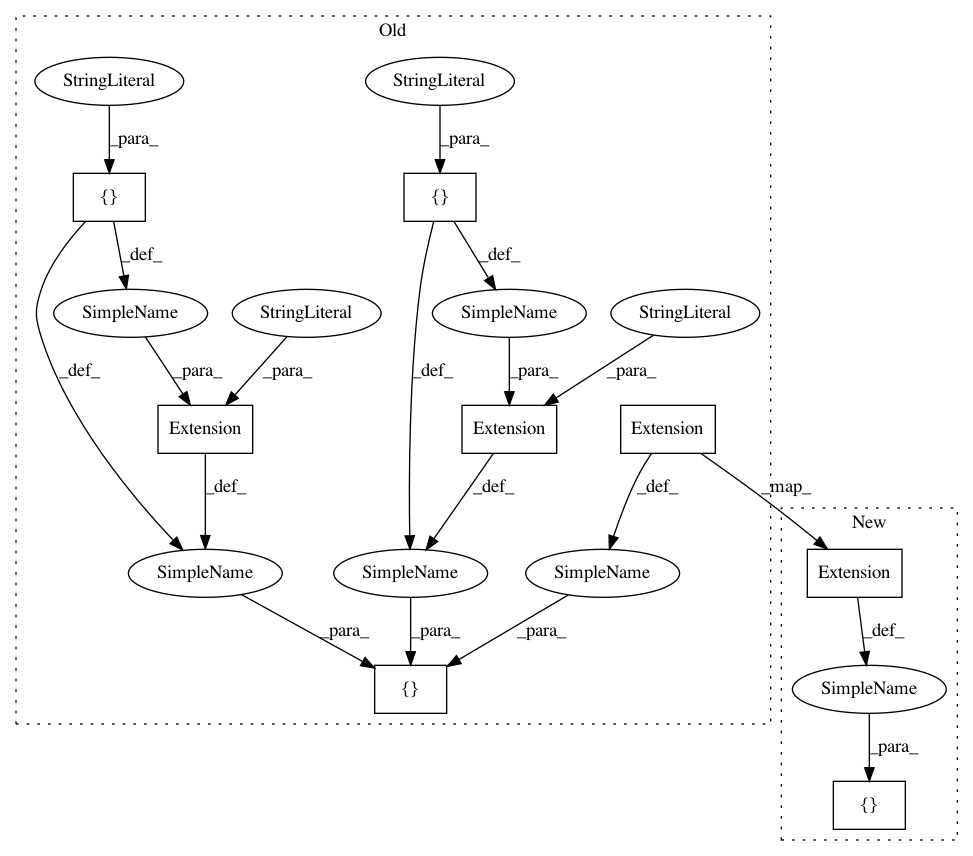 Old
StringLiteral
StringLiteral
_para_
_para_
{}
{}
_def_
_def_
SimpleName
StringLiteral
SimpleName
StringLiteral
_def_
_para_
_para_
_def_
_para_
_para_
Extension
Extension
Extension
_def_
_def_
_def_
_map_
New
SimpleName
SimpleName
SimpleName
Extension
_para_
_para_
_para_
_def_
{}
SimpleName
_para_
{}